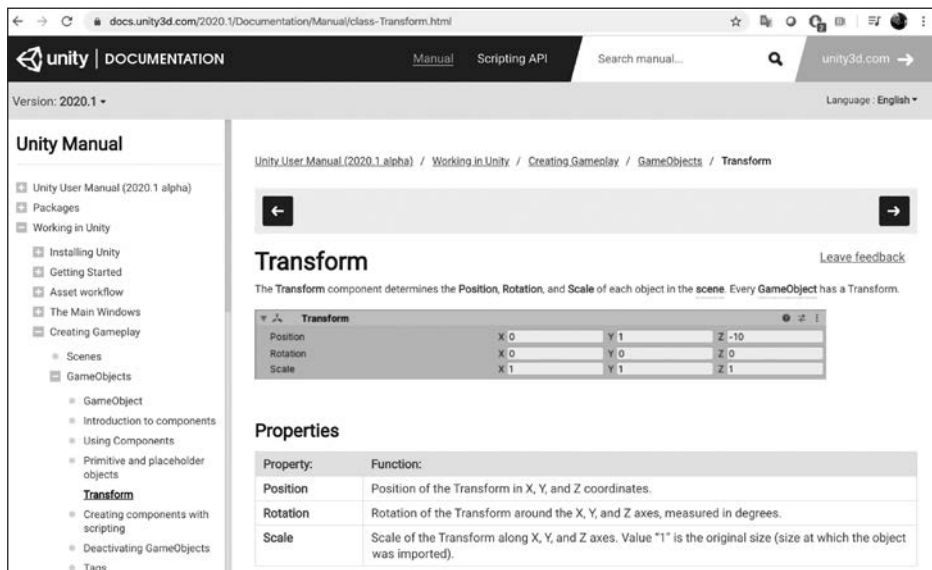 docs.unity3d.com/2020.1/Documentation/Manual/class-Transform.html
unity | DOCUMENTATION
Manual
Scripting API
Search manual...
unity3d.com
Version: 2020.1
Language : English
Unity Manual
Unity User Manual (2020.1 alpha)
Packages
Working in Unity
Installing Unity
Getting Started
Asset workflow
The Main Windows
Creating Gameplay
Scenes
GameObjects
GameObject
Introduction to components
Using Components
Primitive and placeholder
objects
Transform
Creating components with
scripting
Deactivating GameObjects
Tags
Unity User Manual (2020.1 alpha) / Working in Unity / Creating Gameplay / GameObjects / Transform
Transform
Leave feedback
The Transform component determines the Position, Rotation, and Scale of each object in the scene. Every GameObject has a Transform.
Transform
Position X 0 Y 1 Z -10
Rotation X 0 Y 0 Z 0
Scale X 1 Y 1 Z 1
Properties
Property: Function:
Position Position of the Transform in X, Y, and Z coordinates.
Rotation Rotation of the Transform around the X, Y, and Z axes, measured in degrees.
Scale Scale of the Transform along X, Y, and Z axes. Value "1" is the original size (size at which the object
was imported).